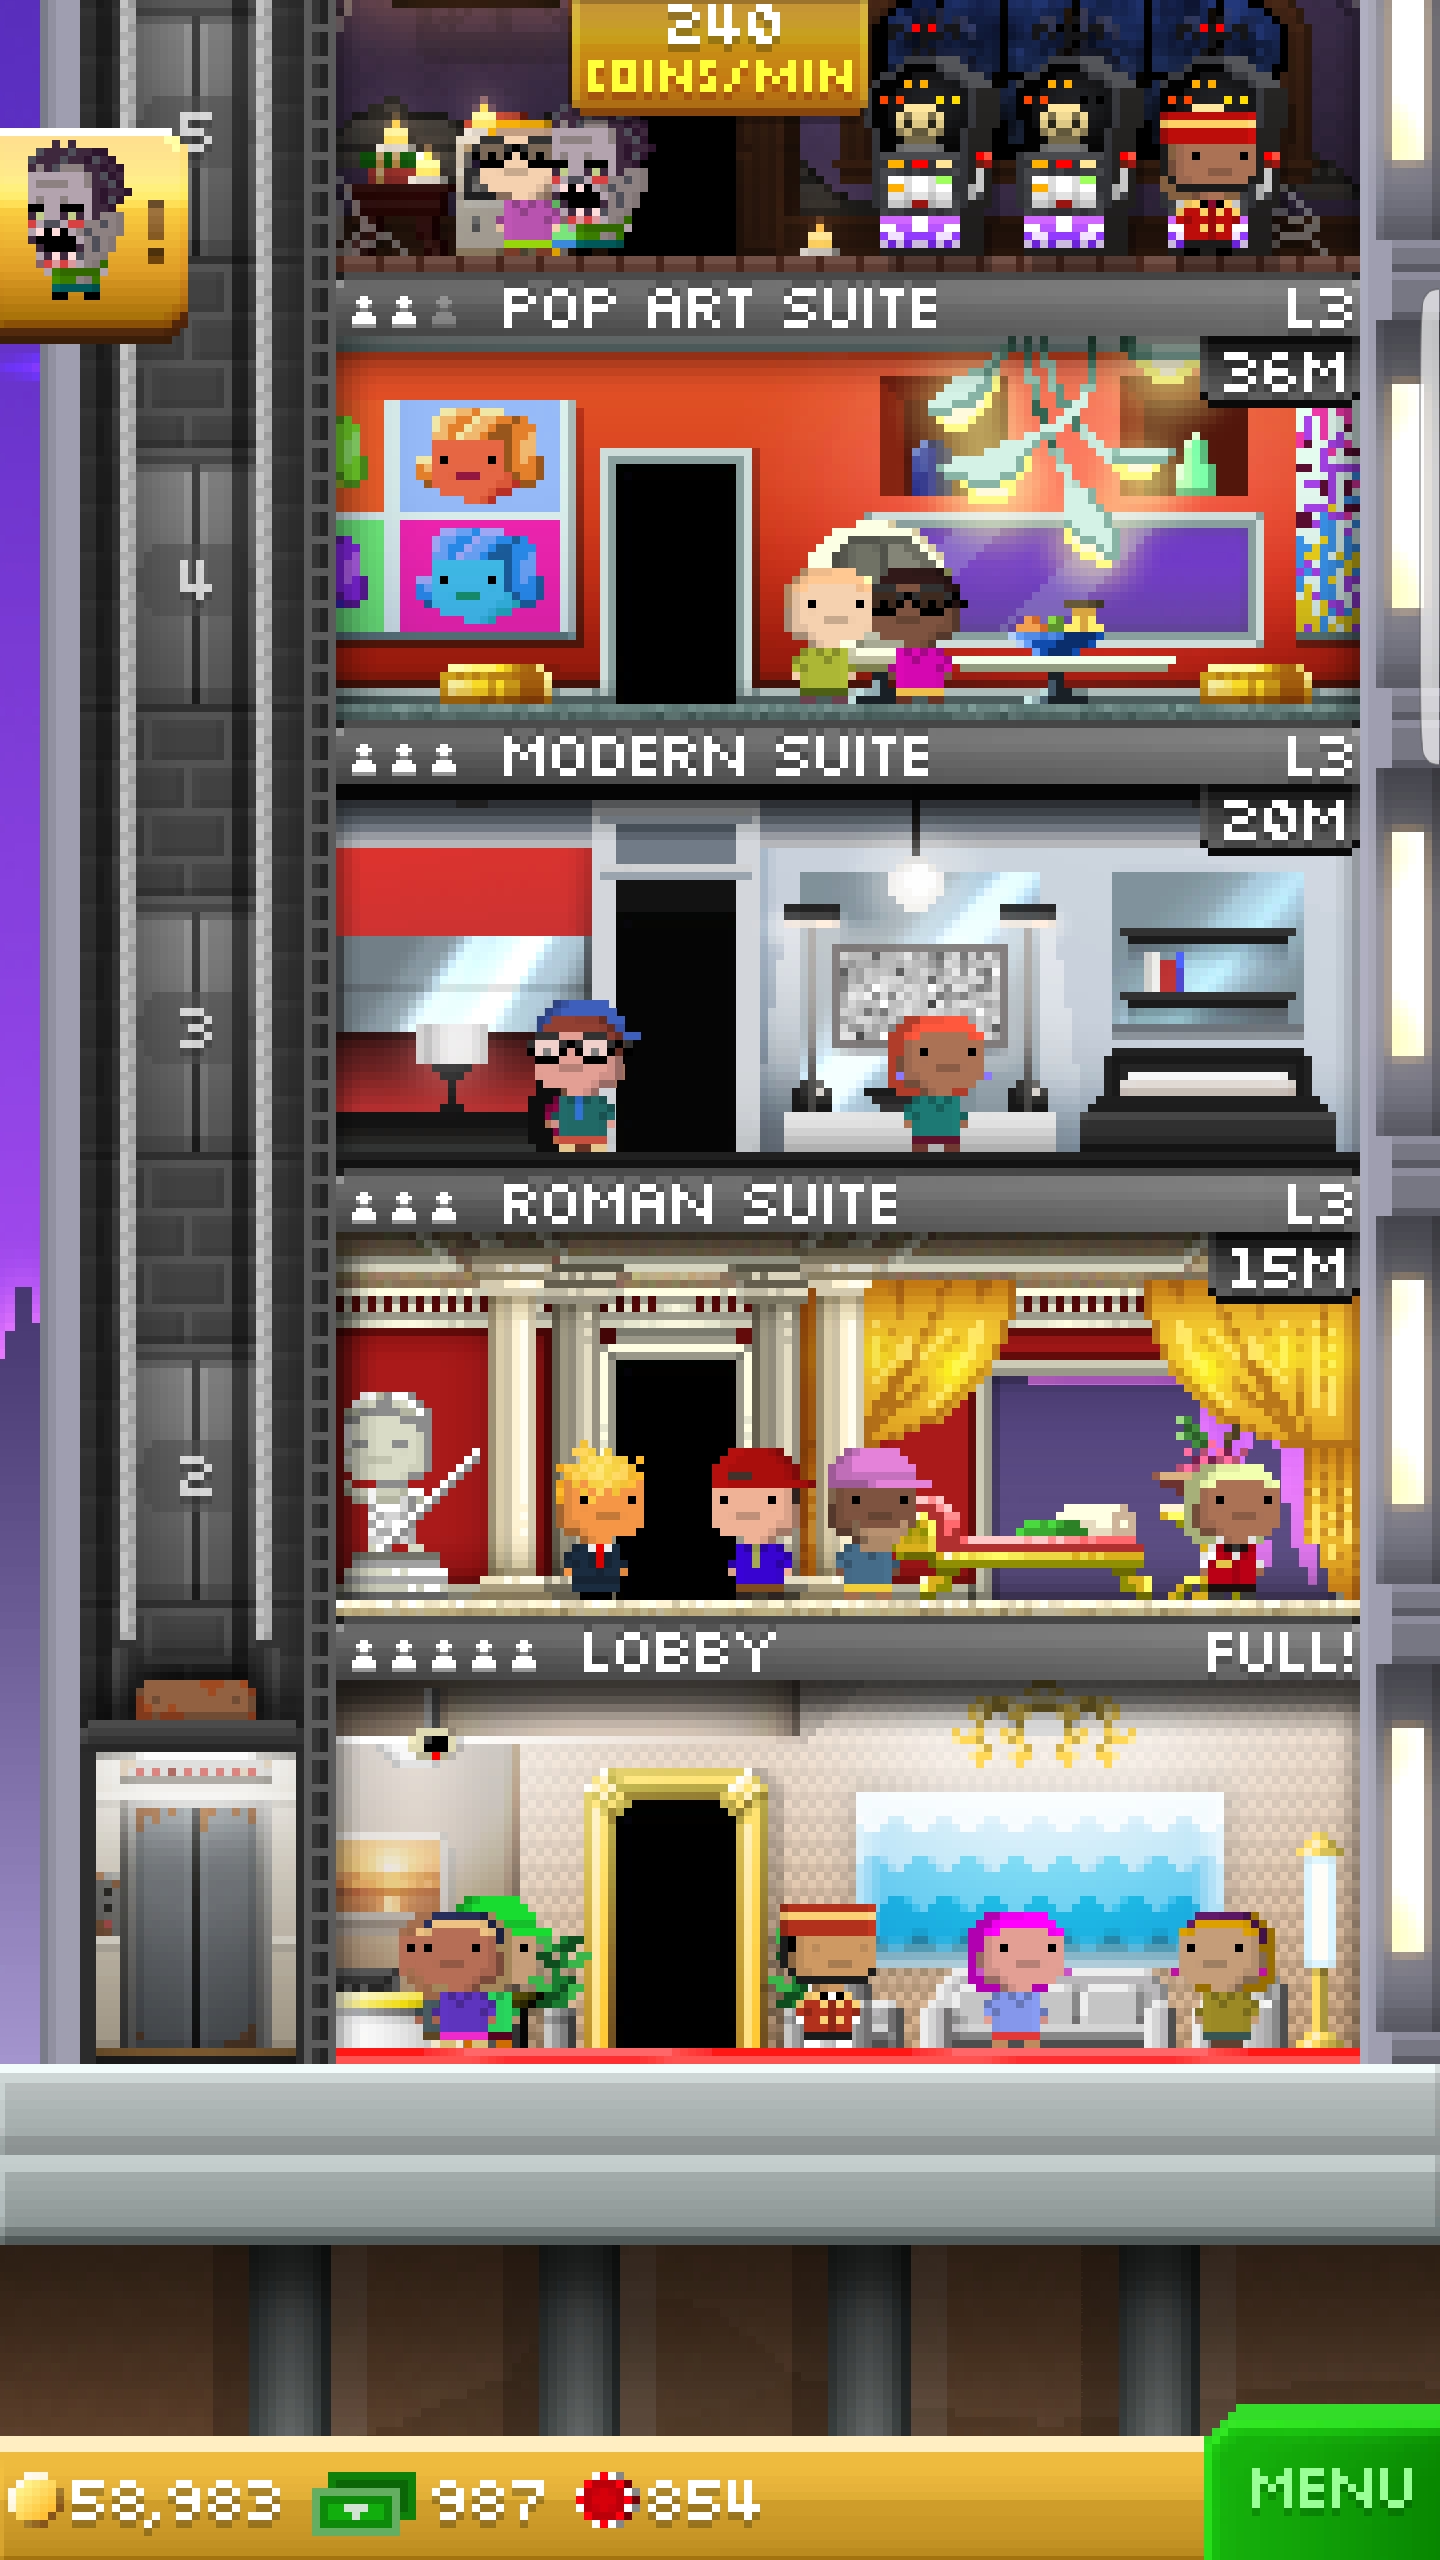 240
COINS/MIN
5
!
POP ART SUITE L3
36M
4
MODERN SUITE L3
20M
3
ROMAN SUITE L3
15M
2
LOBBY FULL!
58,983 987 854
MENU